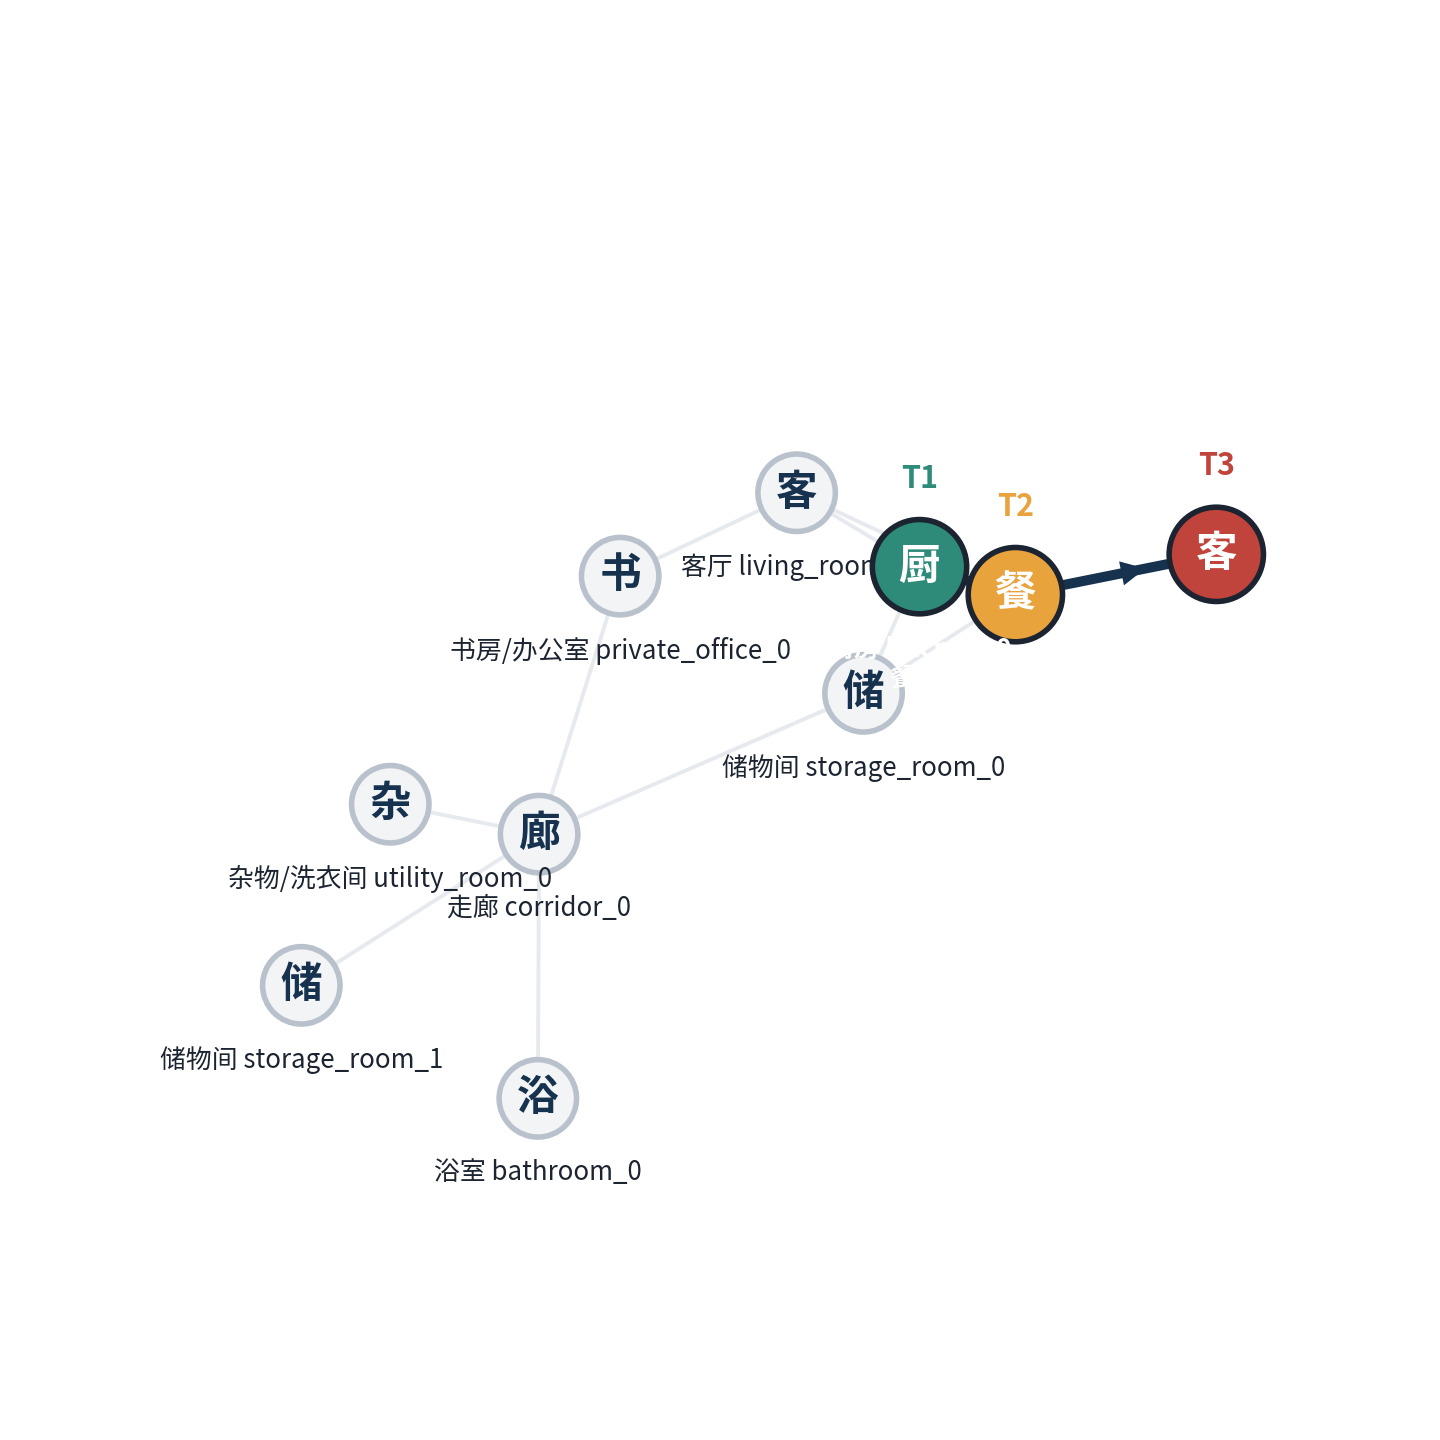 T3
T1
客
T2
客
厨
客厅 living_roon
书
餐
书房/办公室 private_office_0
储
储物间 storage_room_0
杂
廊
杂物/洗衣间 utility_room_0
走廊 corridor_0
储
储物间 storage_room_1
浴
浴室 bathroom_0